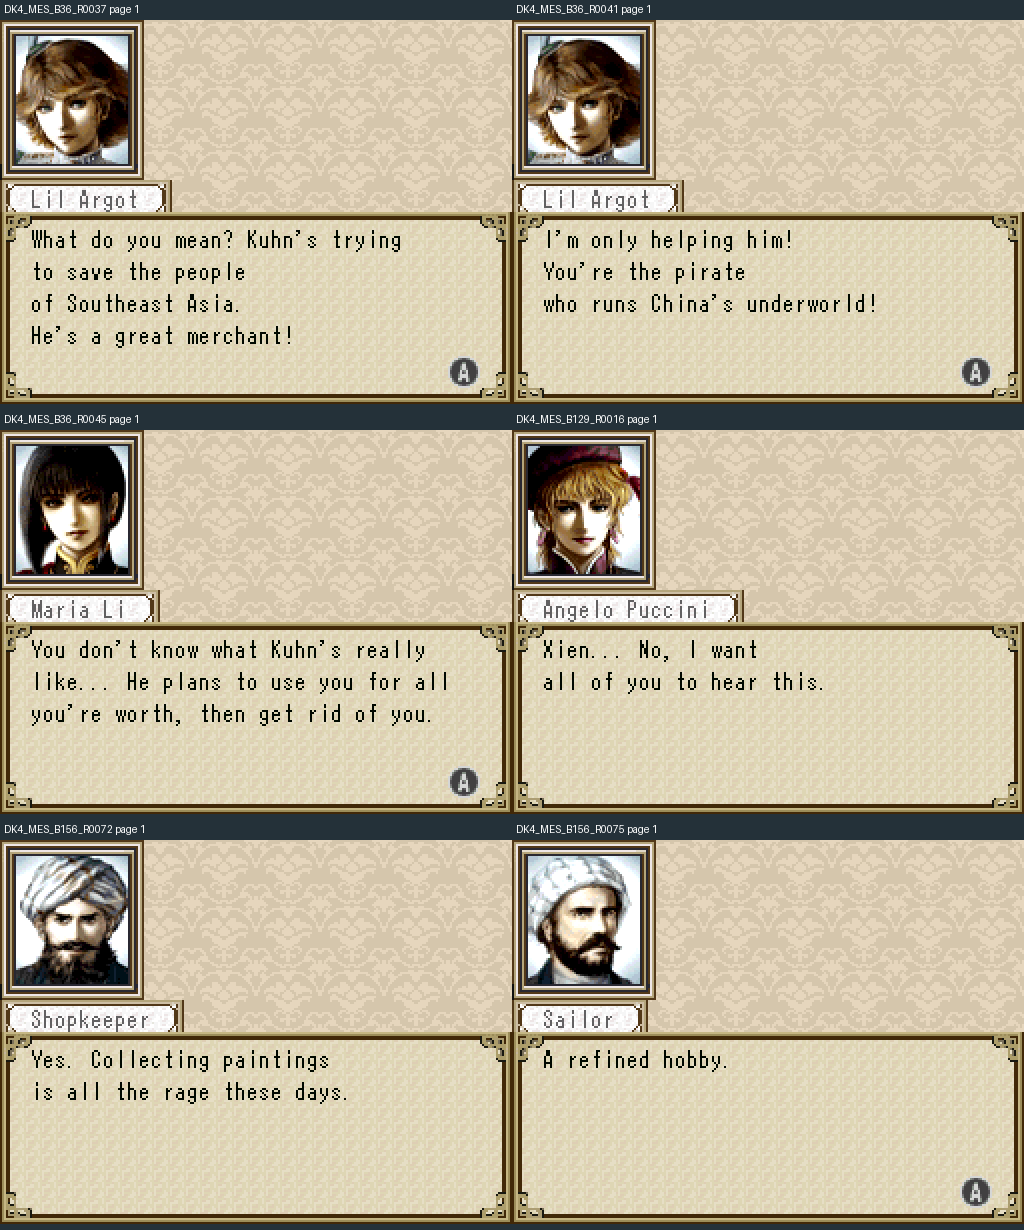 DK4_MES_B36_R0037 page 1
Lil Argot
What do you mean? Kuhn's trying
to save the people
of Southeast Asia.
He's a great merchant!
A
DK4_MES_B36_R0041 page 1
Lil Argot
I'm only helping him!
You're the pirate
who runs China's underworld!
A
DK4_MES_B36_R0045 page 1
Maria Li
You don't know what Kuhn's really
like... He plans to use you for all
you're worth, then get rid of you.
A
DK4_MES_B129_R0016 page 1
Angelo Puccini
Xien... No, I want
all of you to hear this.
DK4_MES_B156_R0072 page 1
Shopkeeper
Yes. Collecting paintings
is all the rage these days.
DK4_MES_B156_R0075 page 1
Sailor
A refined hobby.
A